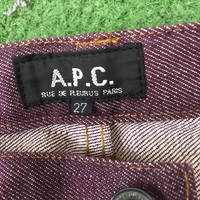 A.P.C.
RUE DE FLEURUS PARIS
27